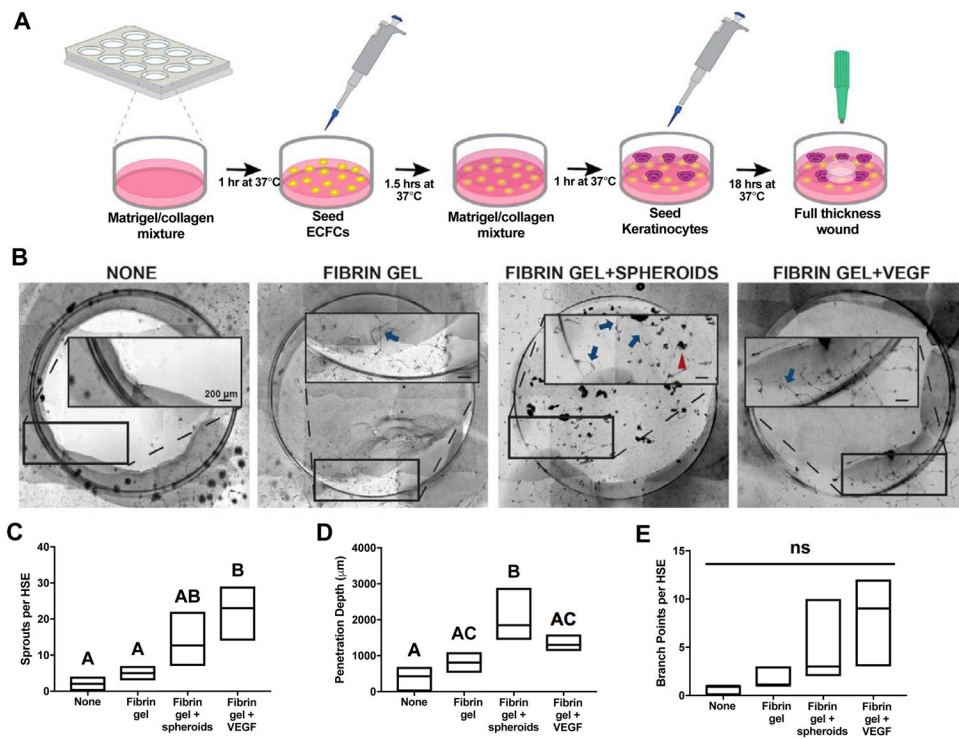 A
1 hr at 37°C
1.5 hrs at
37°C
1 hr at 37°C
18 hrs at
37°C
Matrigel/collagen
mixture
Seed
ECFCs
Matrigel/collagen
mixture
Seed
Keratinocytes
Full thickness
wound
B
NONE
FIBRIN GEL
FIBRIN GEL+SPHEROIDS
FIBRIN GEL+VEGF
200 µm
C
Sprouts per HSE
40
30
20
10
0
A
A
AB
B
None
Fibrin
gel
Fibrin
gel +
spheroids
Fibrin
gel +
VEGF
D
Penetration Depth (µm)
4000
3000
2000
1000
0
A
AC
B
AC
None
Fibrin
gel
Fibrin
gel +
spheroids
Fibrin
gel +
VEGF
E
Branch Points per HSE
15
10
5
0
ns
None
Fibrin
gel
Fibrin
gel +
spheroids
Fibrin
gel +
VEGF